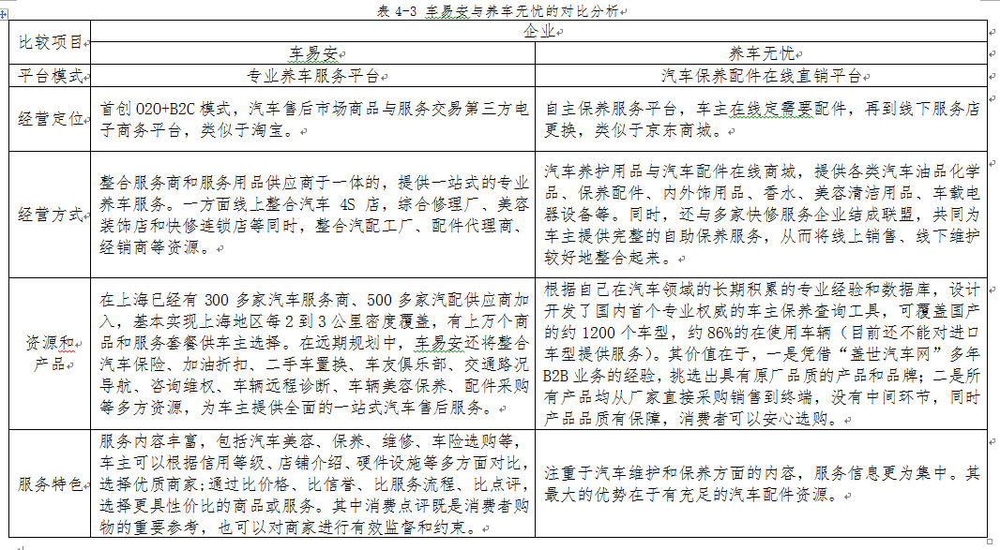 表 4-3 车易安与养车无忧的对比分析
比较项目
企业
车易安
养车无忧
平台模式
专业养车服务平台
汽车保养配件在线直销平台
经营定位
首创 O2O+B2C 模式，汽车售后市场商品与服务交易第三方电
子商务平台，类似于淘宝。
自主保养服务平台，车主在线定需要配件，再到线下服务店
更换，类似于京东商城。
经营方式
整合服务商和服务用品供应商于一体的，提供一站式的专业
养车服务。一方面线上整合汽车 4S 店，综合修理厂、美容
装饰店和快修连锁店等同时，整合汽配工厂、配件代理商、
经销商等资源。
汽车养护用品与汽车配件在线商城，提供各类汽车油品化学
品、保养配件、内外饰用品、香水、美容清洁用品、车载电
器设备等。同时，还与多家快修服务企业结成联盟，共同为
车主提供完整的自助保养服务，从而将线上销售、线下维护
较好地整合起来。
资源和
产品
在上海已经有 300 多家汽车服务商、500 多家汽配供应商加
入，基本实现上海地区每 2 到 3 公里密度覆盖，有上万个商
品和服务套餐供车主选择。在远期规划中，车易安还将整合
汽车保险、加油折扣、二手车置换、车友俱乐部、交通路况
导航、咨询维权、车辆远程诊断、车辆美容保养、配件采购
等多方资源，为车主提供全面的一站式汽车售后服务。
根据自己在汽车领域的长期积累的专业经验和数据库，设计
开发了国内首个专业权威的车主保养查询工具，可覆盖国产
的约 1200 个车型，约 86%的在使用车辆（目前还不能对进口
车型提供服务）。其价值在于，一是凭借“盖世汽车网”多年
B2B 业务的经验，挑选出具有原厂品质的产品和品牌；二是所
有产品均从厂家直接采购销售到终端，没有中间环节，同时
产品品质有保障，消费者可以安心选购。
服务特色
服务内容丰富，包括汽车美容、保养、维修、车险选购等，
车主可以根据信用等级、店铺介绍、硬件设施等多方面对比，
选择优质商家;通过比价格、比信誉、比服务流程、比点评，
选择更具性价比的商品或服务。其中消费点评既是消费者购
物的重要参考，也可以对商家进行有效监督和约束。
注重于汽车维护和保养方面的内容，服务信息更为集中。其
最大的优势在于有充足的汽车配件资源。